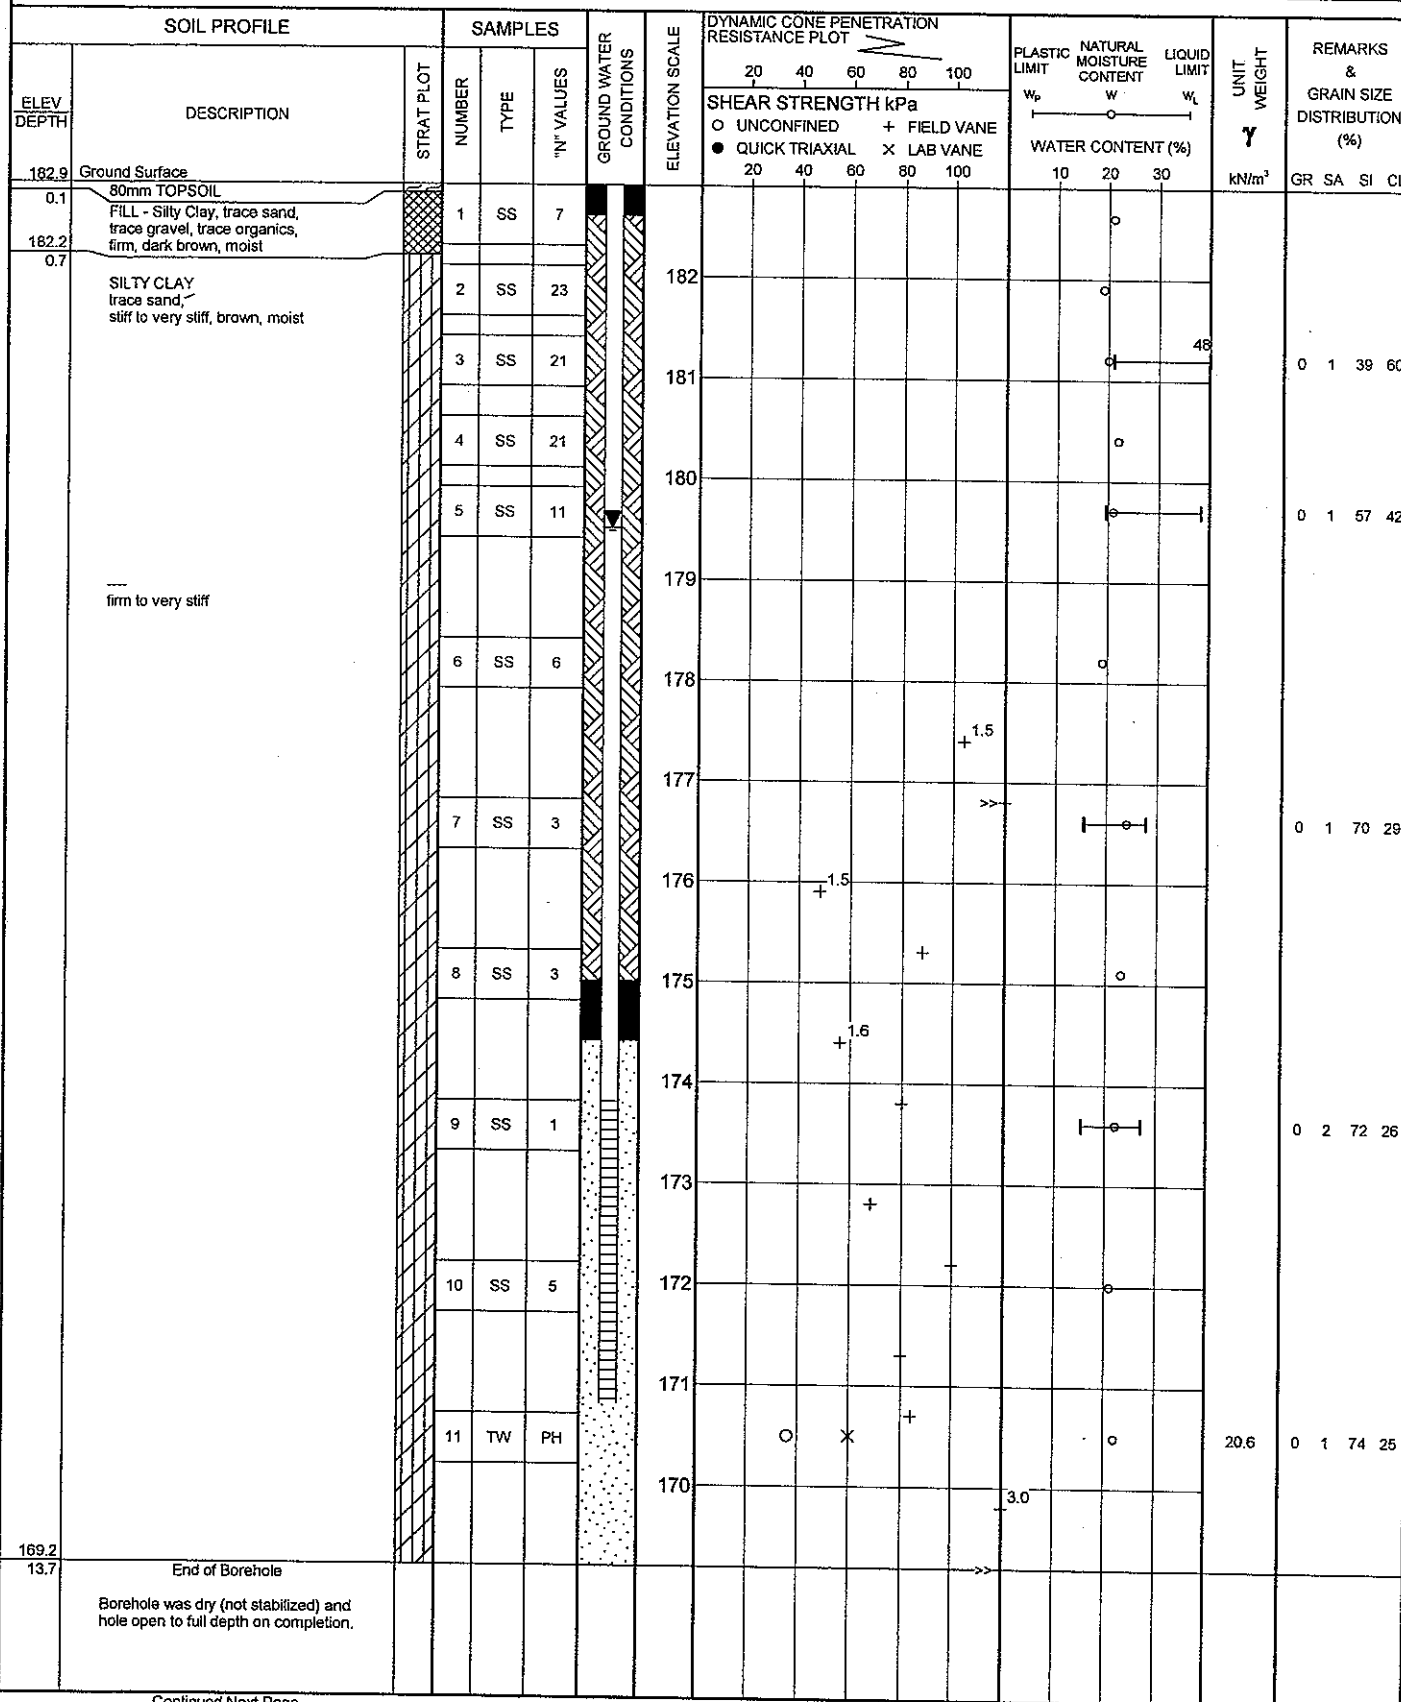 SOIL PROFILE
SAMPLES
GROUND WATER
CONDITIONS
ELEVATION SCALE
DYNAMIC CONE PENETRATION
RESISTANCE PLOT
20 40 60 80 100
SHEAR STRENGTH kPa
O UNCONFINED + FIELD VANE
● QUICK TRIAXIAL × LAB VANE
20 40 60 80 100
PLASTIC
LIMIT
NATURAL
MOISTURE
CONTENT
LIQUID
LIMIT
WP W WL
WATER CONTENT (%)
10 20 30
UNIT
WEIGHT
γ
kN/m³
REMARKS
&
GRAIN SIZE
DISTRIBUTION
(%)
GR SA SI CL
ELEV
DEPTH
DESCRIPTION
STRAT PLOT
NUMBER
TYPE
"N" VALUES
182.9 Ground Surface
0.1 80mm TOPSOIL
FILL - Silty Clay, trace sand,
trace gravel, trace organics,
firm, dark brown, moist
1 SS 7
182.2
0.7
SILTY CLAY
trace sand,
stiff to very stiff, brown, moist
182
2 SS 23
3 SS 21
48
0 1 39 60
181
4 SS 21
180
5 SS 11
0 1 57 42
179
firm to very stiff
6 SS 6
178
1.5
177
>>
7 SS 3
0 1 70 29
176
1.5
8 SS 3
175
1.6
174
9 SS 1
0 2 72 26
173
10 SS 5
172
171
11 TW PH
20.6
0 1 74 25
170
3.0
169.2
13.7
End of Borehole
>>
Borehole was dry (not stabilized) and
hole open to full depth on completion.
Continued Next Page